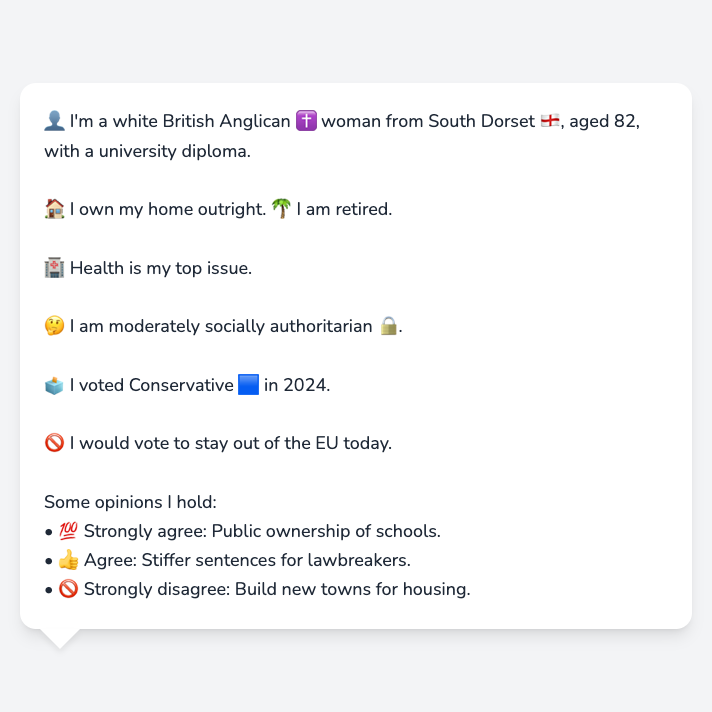 👤 I'm a white British Anglican ✝️ woman from South Dorset 🏴󠁧󠁢󠁥󠁮󠁧󠁿, aged 82,
with a university diploma.
🏠 I own my home outright. 🌴 I am retired.
🏥 Health is my top issue.
🤔 I am moderately socially authoritarian 🔒.
🗳️ I voted Conservative 🟦 in 2024.
🚫 I would vote to stay out of the EU today.
Some opinions I hold:
• 💯 Strongly agree: Public ownership of schools.
• 👍 Agree: Stiffer sentences for lawbreakers.
• 🚫 Strongly disagree: Build new towns for housing.